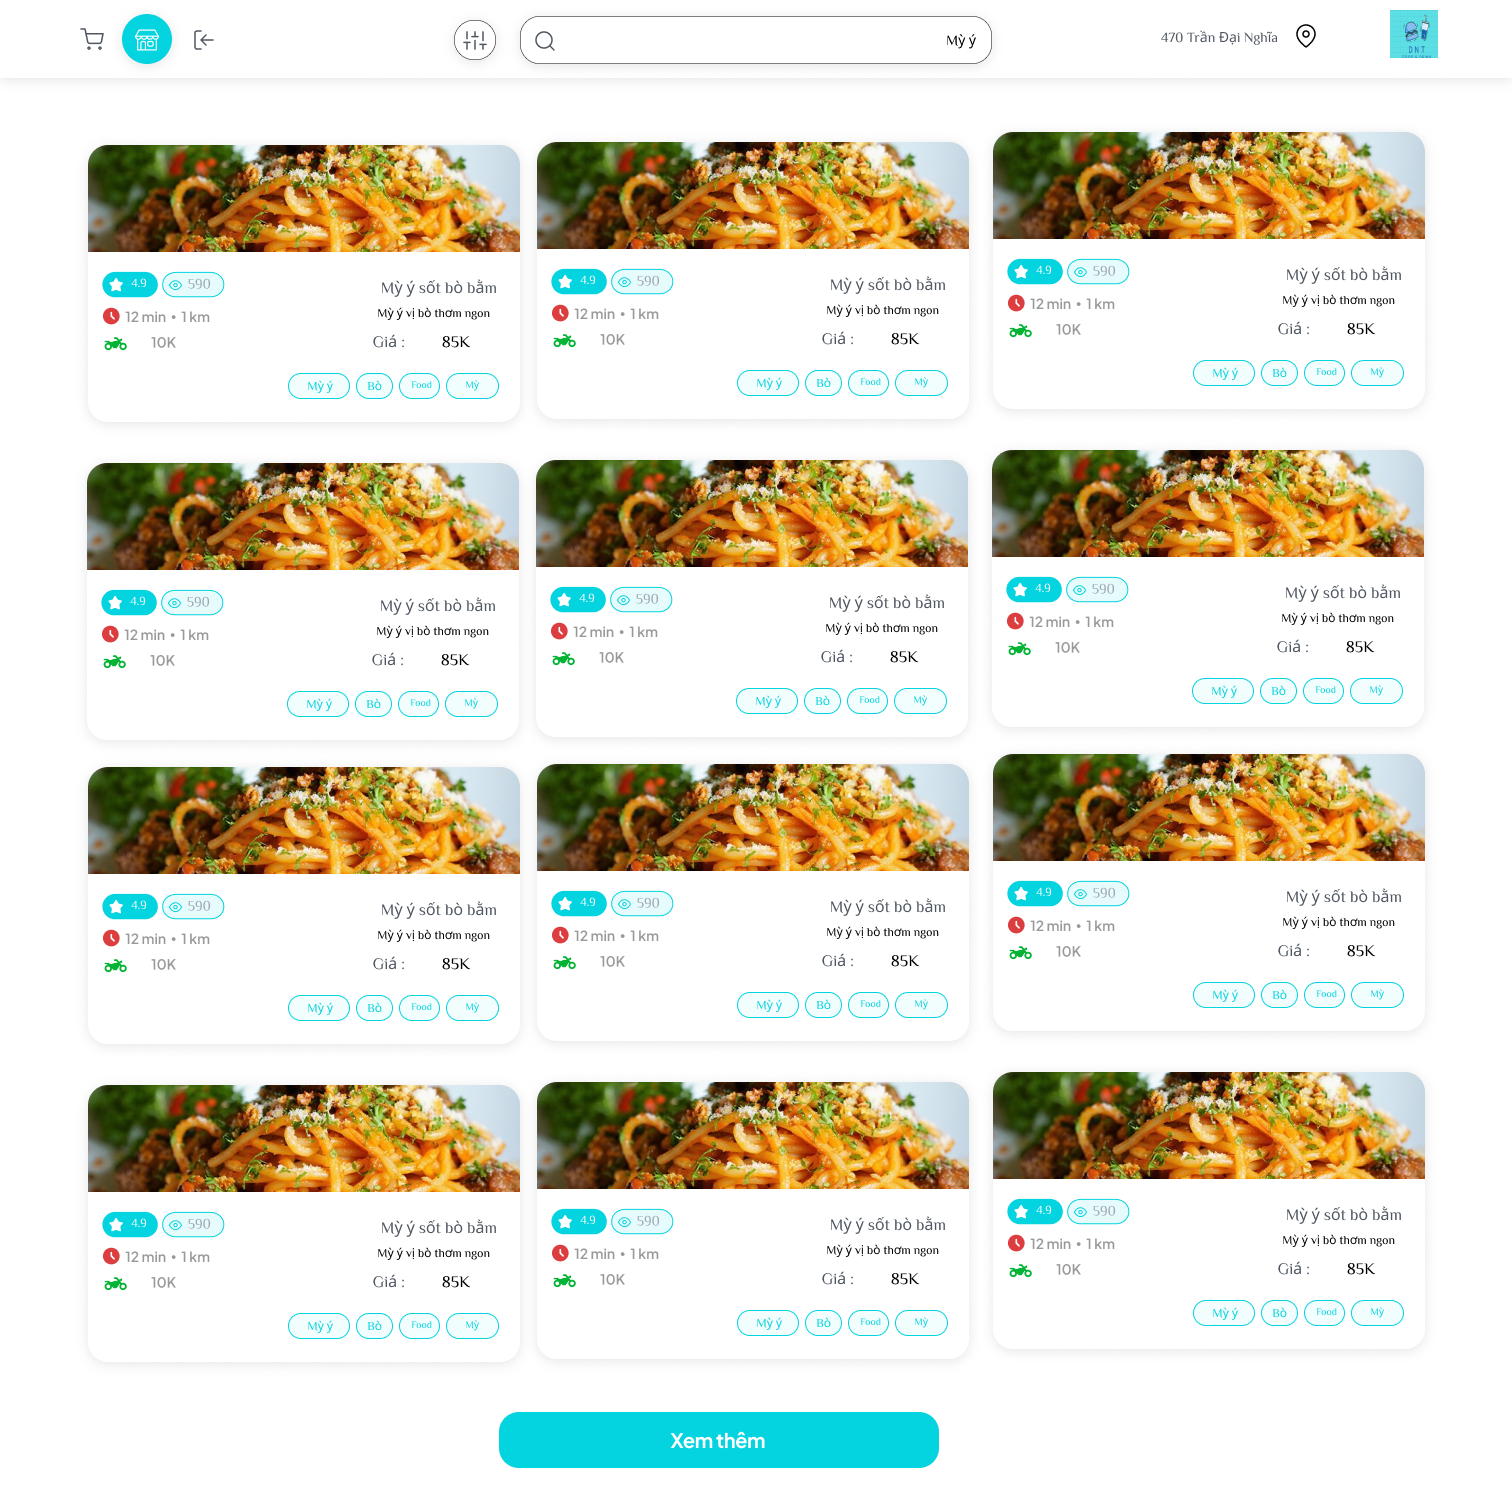 Mỳ ý
470 Trần Đại Nghĩa
DNT
4.9 590
Mỳ ý sốt bò bằm
12 min • 1 km
Mỳ ý vị bò thơm ngon
10K
Giá : 85K
Mỳ ý Bò Food Mỳ
4.9 590
Mỳ ý sốt bò bằm
12 min • 1 km
Mỳ ý vị bò thơm ngon
10K
Giá : 85K
Mỳ ý Bò Food Mỳ
4.9 590
Mỳ ý sốt bò bằm
12 min • 1 km
Mỳ ý vị bò thơm ngon
10K
Giá : 85K
Mỳ ý Bò Food Mỳ
4.9 590
Mỳ ý sốt bò bằm
12 min • 1 km
Mỳ ý vị bò thơm ngon
10K
Giá : 85K
Mỳ ý Bò Food Mỳ
4.9 590
Mỳ ý sốt bò bằm
12 min • 1 km
Mỳ ý vị bò thơm ngon
10K
Giá : 85K
Mỳ ý Bò Food Mỳ
4.9 590
Mỳ ý sốt bò bằm
12 min • 1 km
Mỳ ý vị bò thơm ngon
10K
Giá : 85K
Mỳ ý Bò Food Mỳ
4.9 590
Mỳ ý sốt bò bằm
12 min • 1 km
Mỳ ý vị bò thơm ngon
10K
Giá : 85K
Mỳ ý Bò Food Mỳ
4.9 590
Mỳ ý sốt bò bằm
12 min • 1 km
Mỳ ý vị bò thơm ngon
10K
Giá : 85K
Mỳ ý Bò Food Mỳ
4.9 590
Mỳ ý sốt bò bằm
12 min • 1 km
Mỳ ý vị bò thơm ngon
10K
Giá : 85K
Mỳ ý Bò Food Mỳ
4.9 590
Mỳ ý sốt bò bằm
12 min • 1 km
Mỳ ý vị bò thơm ngon
10K
Giá : 85K
Mỳ ý Bò Food Mỳ
4.9 590
Mỳ ý sốt bò bằm
12 min • 1 km
Mỳ ý vị bò thơm ngon
10K
Giá : 85K
Mỳ ý Bò Food Mỳ
4.9 590
Mỳ ý sốt bò bằm
12 min • 1 km
Mỳ ý vị bò thơm ngon
10K
Giá : 85K
Mỳ ý Bò Food Mỳ
Xem thêm